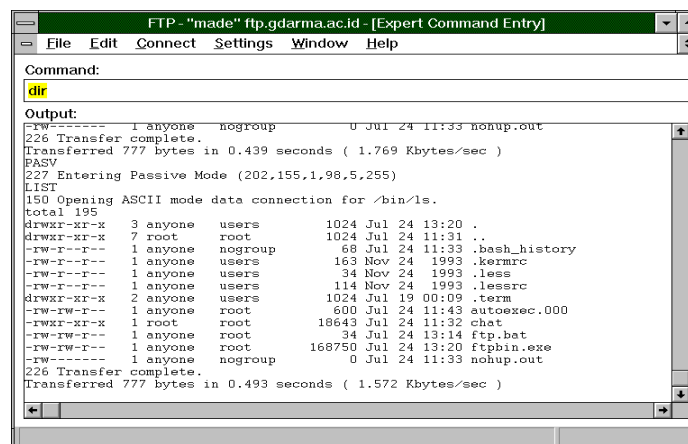 FTP - "made" ftp.gdarma.ac.id - [Expert Command Entry]
File Edit Connect Settings Window Help
Command:
dir
Output:
-rw------- 1 anyone nogroup 0 Jul 24 11:33 nohup.out
226 Transfer complete.
Transferred 777 bytes in 0.439 seconds ( 1.769 Kbytes/sec )
PASV
227 Entering Passive Mode (202,155,1,98,5,255)
LIST
150 Opening ASCII mode data connection for /bin/ls.
total 195
drwxr-xr-x 3 anyone users 1024 Jul 24 13:20 .
drwxr-xr-x 7 root root 1024 Jul 24 11:31 ..
-rw-r--r-- 1 anyone nogroup 68 Jul 24 11:33 .bash_history
-rw-r--r-- 1 anyone users 163 Nov 24 1993 .kermrc
-rw-r--r-- 1 anyone users 34 Nov 24 1993 .less
-rw-r--r-- 1 anyone users 114 Nov 24 1993 .lessrc
drwxr-xr-x 2 anyone users 1024 Jul 19 00:09 .term
-rw-rw-r-- 1 anyone root 600 Jul 24 11:43 autoexec.000
-rwxr-xr-x 1 root root 18643 Jul 24 11:32 chat
-rw-rw-r-- 1 anyone root 34 Jul 24 13:14 ftp.bat
-rw-rw-r-- 1 anyone root 168750 Jul 24 13:20 ftpbin.exe
-rw------- 1 anyone nogroup 0 Jul 24 11:33 nohup.out
226 Transfer complete.
Transferred 777 bytes in 0.493 seconds ( 1.572 Kbytes/sec )